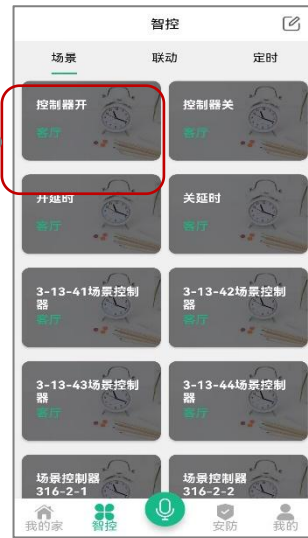 智控
场景 联动 定时
控制器开 控制器关
客厅 客厅
开延时 关延时
客厅 客厅
3-13-41场景控制 3-13-42场景控制
器 器
客厅 客厅
3-13-43场景控制 3-13-44场景控制
器 器
客厅 客厅
场景控制器 场景控制器
316-2-1 316-2-2
我的家 智控 安防 我的